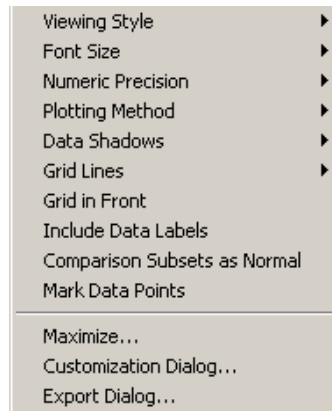 Viewing Style
Font Size
Numeric Precision
Plotting Method
Data Shadows
Grid Lines
Grid in Front
Include Data Labels
Comparison Subsets as Normal
Mark Data Points
Maximize...
Customization Dialog...
Export Dialog...